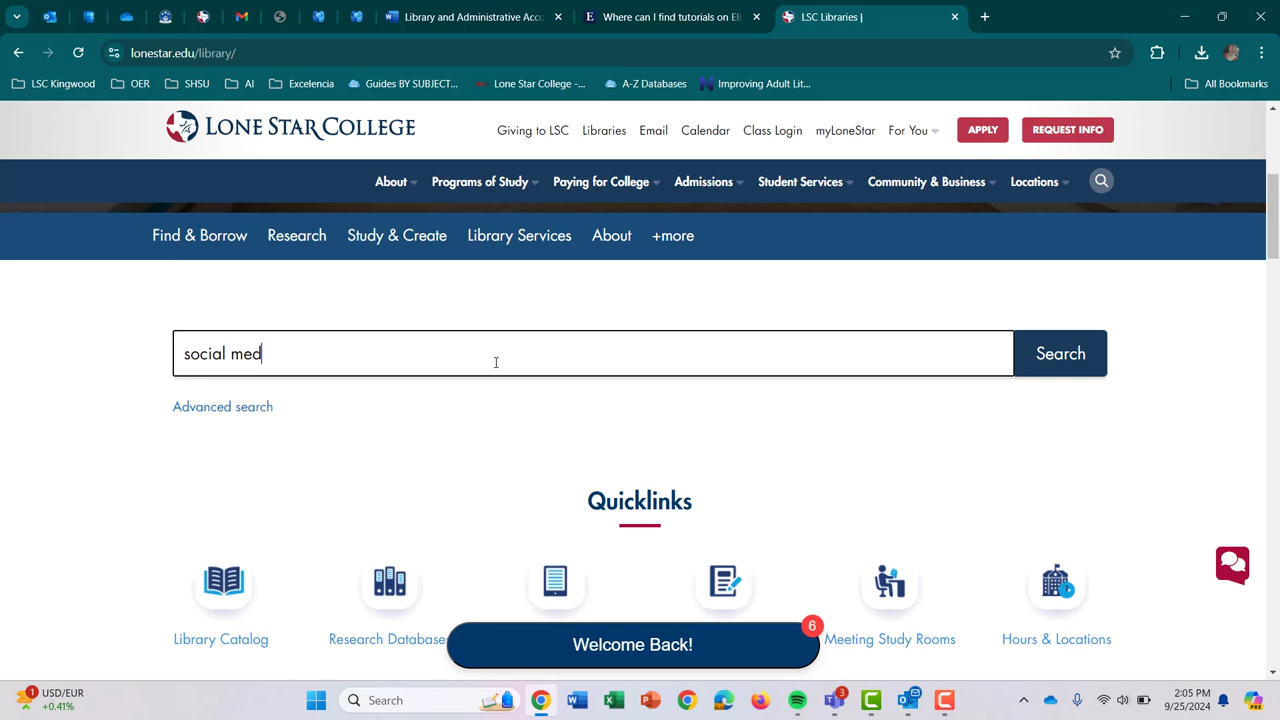 Library and Administrative Acco
Where can I find tutorials on EB
LSC Libraries |
lonestar.edu/library/
LSC Kingwood
OER
SHSU
AI
Excelencia
Guides BY SUBJECT...
Lone Star College -...
A-Z Databases
Improving Adult Lit...
All Bookmarks
LONE STAR COLLEGE
Giving to LSC
Libraries
Email
Calendar
Class Login
myLoneStar
For You
APPLY
REQUEST INFO
About
Programs of Study
Paying for College
Admissions
Student Services
Community & Business
Locations
Find & Borrow
Research
Study & Create
Library Services
About
+more
social med
Search
Advanced search
Quicklinks
Library Catalog
Research Database
Meeting Study Rooms
Hours & Locations
Welcome Back!
6
1
USD/EUR
+0.41%
Search
3
2:05 PM
9/25/2024